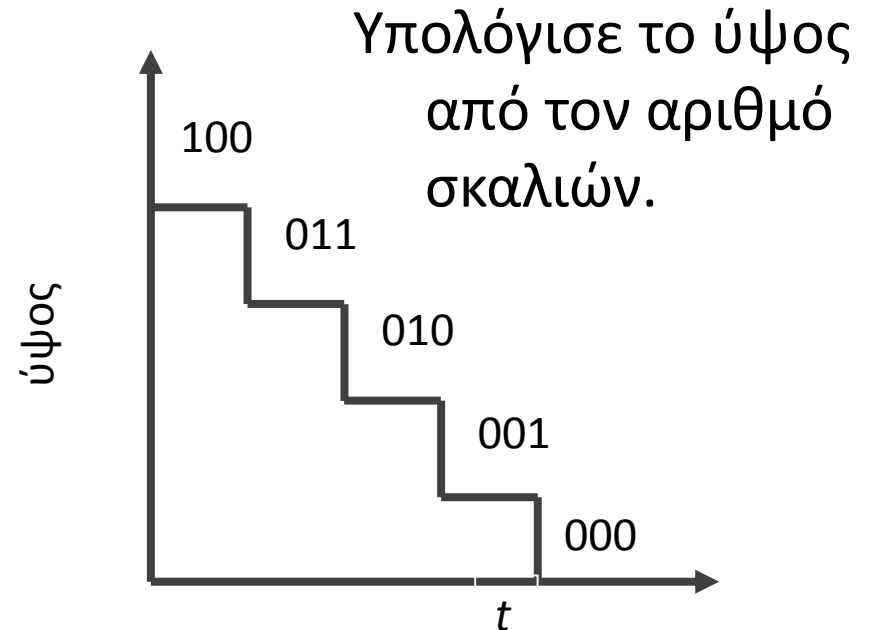 Υπολόγισε το ύψος
από τον αριθμό
σκαλιών.
100
011
010
001
000
ύψος
t